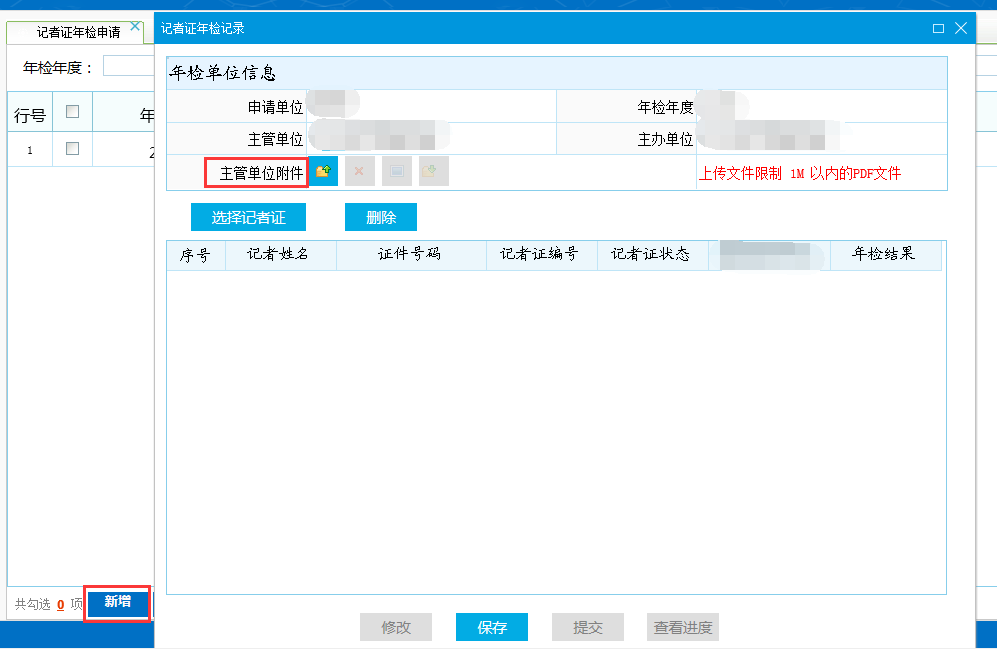 记者证年检申请
记者证年检记录
年检年度：
年检单位信息
行号
年
申请单位
年检年度
主管单位
主办单位
1
2
主管单位附件
上传文件限制 1M 以内的PDF文件
选择记者证
删除
序号
记者姓名
证件号码
记者证编号
记者证状态
年检结果
共勾选 0 项
新增
修改
保存
提交
查看进度